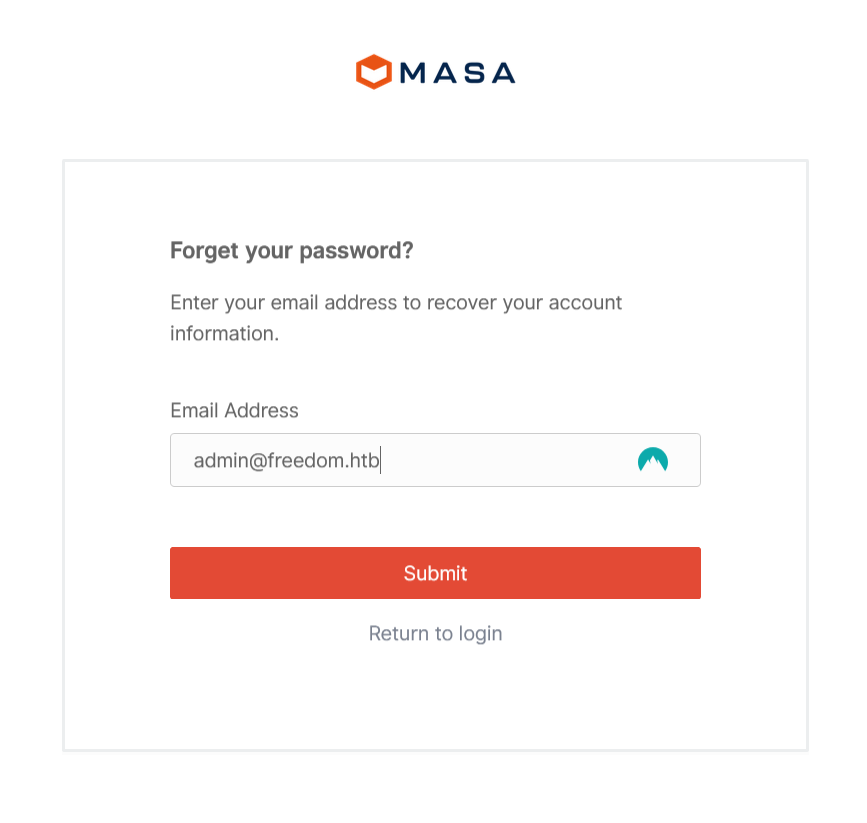 MASA
Forget your password?
Enter your email address to recover your account
information.
Email Address
admin@freedom.htb
Submit
Return to login